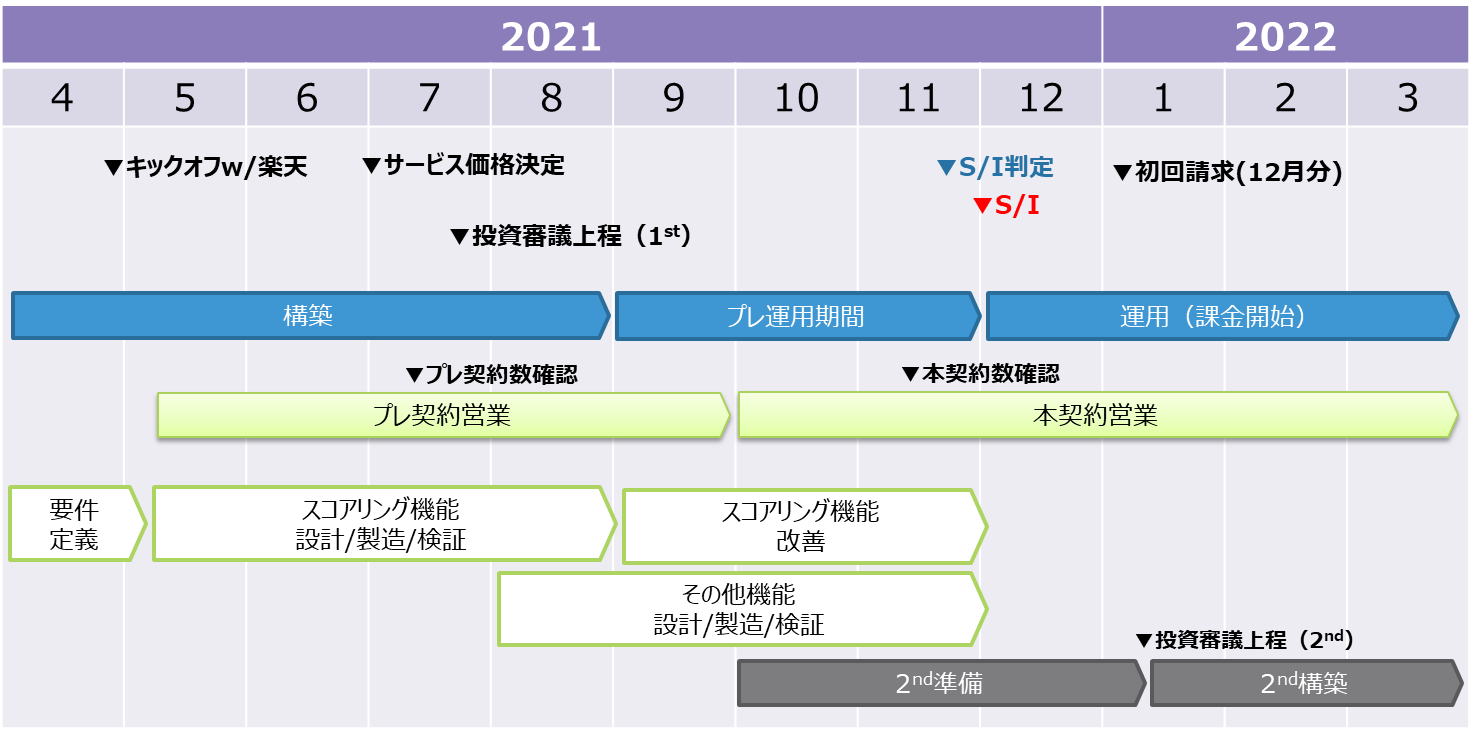 2021
2022
4
5
6
7
8
9
10
11
12
1
2
3
▼キックオフw/楽天
▼サービス価格決定
▼S/I判定
▼初回請求(12月分)
▼S/I
▼投資審議上程（1st）
構築
プレ運用期間
運用（課金開始）
▼プレ契約数確認
▼本契約数確認
プレ契約営業
本契約営業
要件
定義
スコアリング機能
設計/製造/検証
スコアリング機能
改善
その他機能
設計/製造/検証
▼投資審議上程（2nd）
2nd準備
2nd構築